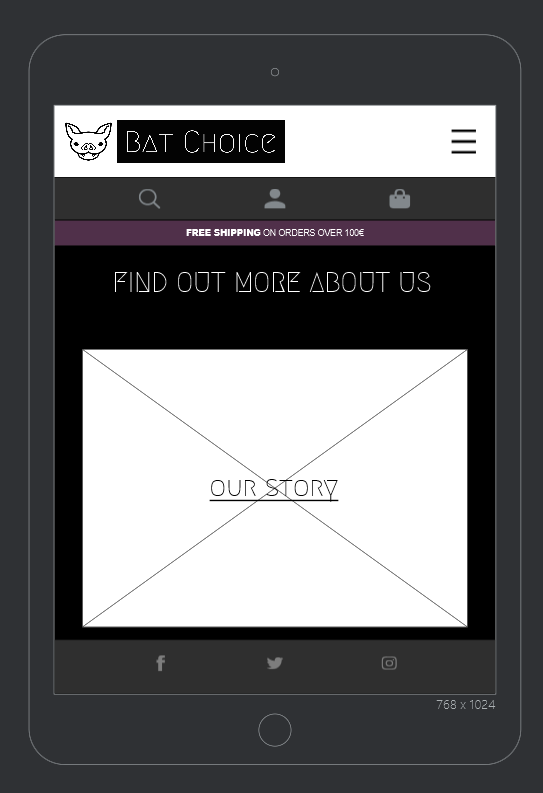 Bat Choice
FREE SHIPPING ON ORDERS OVER 100€
FIND OUT MORE ABOUT US
OUR STORY
768 x 1024